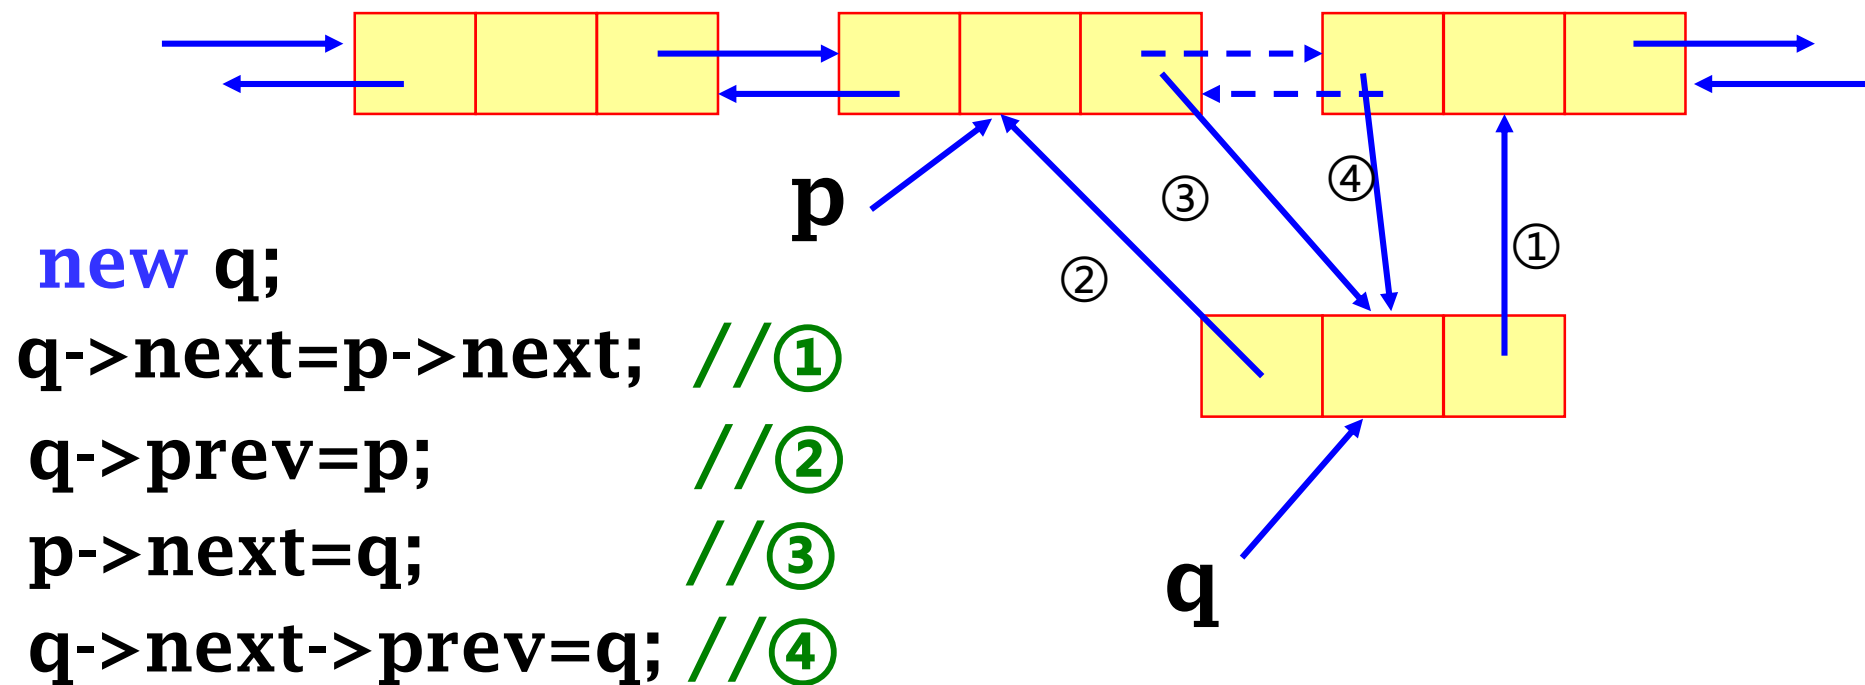 p
③
④
①
②
new q;
q->next=p->next; //①
q->prev=p; //②
p->next=q; //③
q->next->prev=q; //④
q